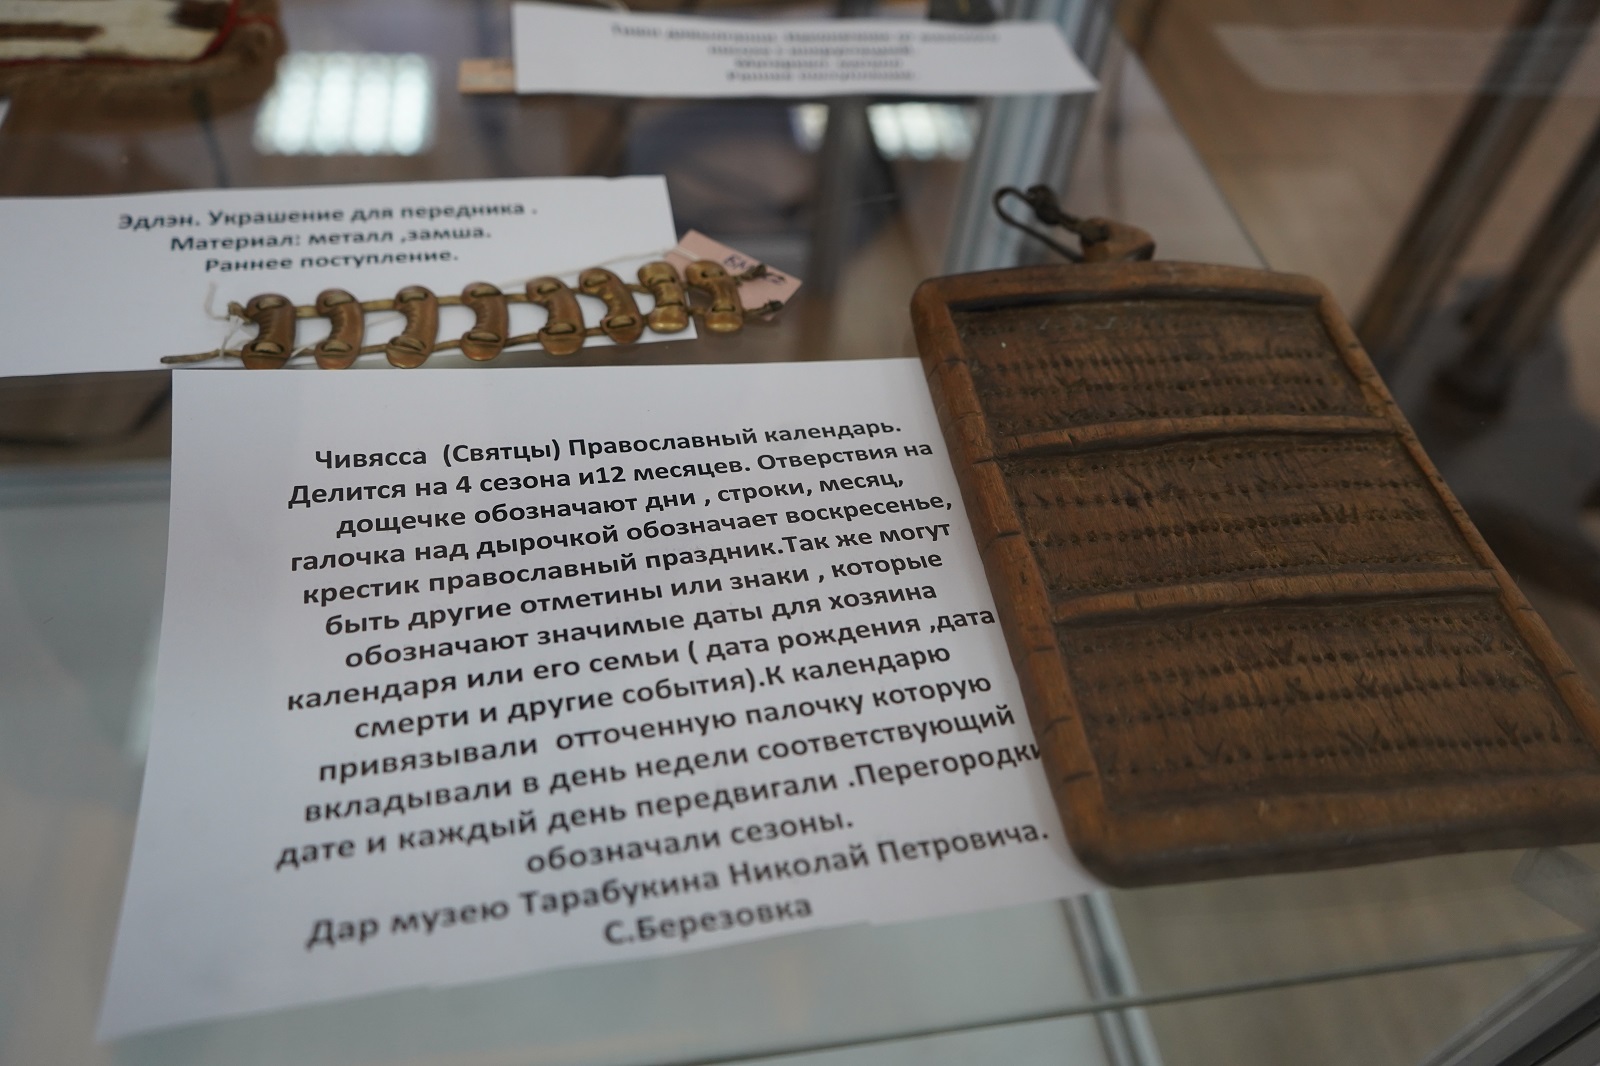 Эдлэн. Украшение для передника .
Материал: металл ,замша.
Раннее поступление.
Чивясса (Святцы) Православный календарь.
Делится на 4 сезона и12 месяцев. Отверствия на
дощечке обозначают дни , строки, месяц,
галочка над дырочкой обозначает воскресенье,
крестик православный праздник.Так же могут
быть другие отметины или знаки , которые
обозначают значимые даты для хозяина
календаря или его семьи ( дата рождения ,дата
смерти и другие события).К календарю
привязывали отточенную палочку которую
вкладывали в день недели соответствующий
дате и каждый день передвигали .Перегородки
обозначали сезоны.
Дар музею Тарабукина Николай Петровича.
С.Березовка